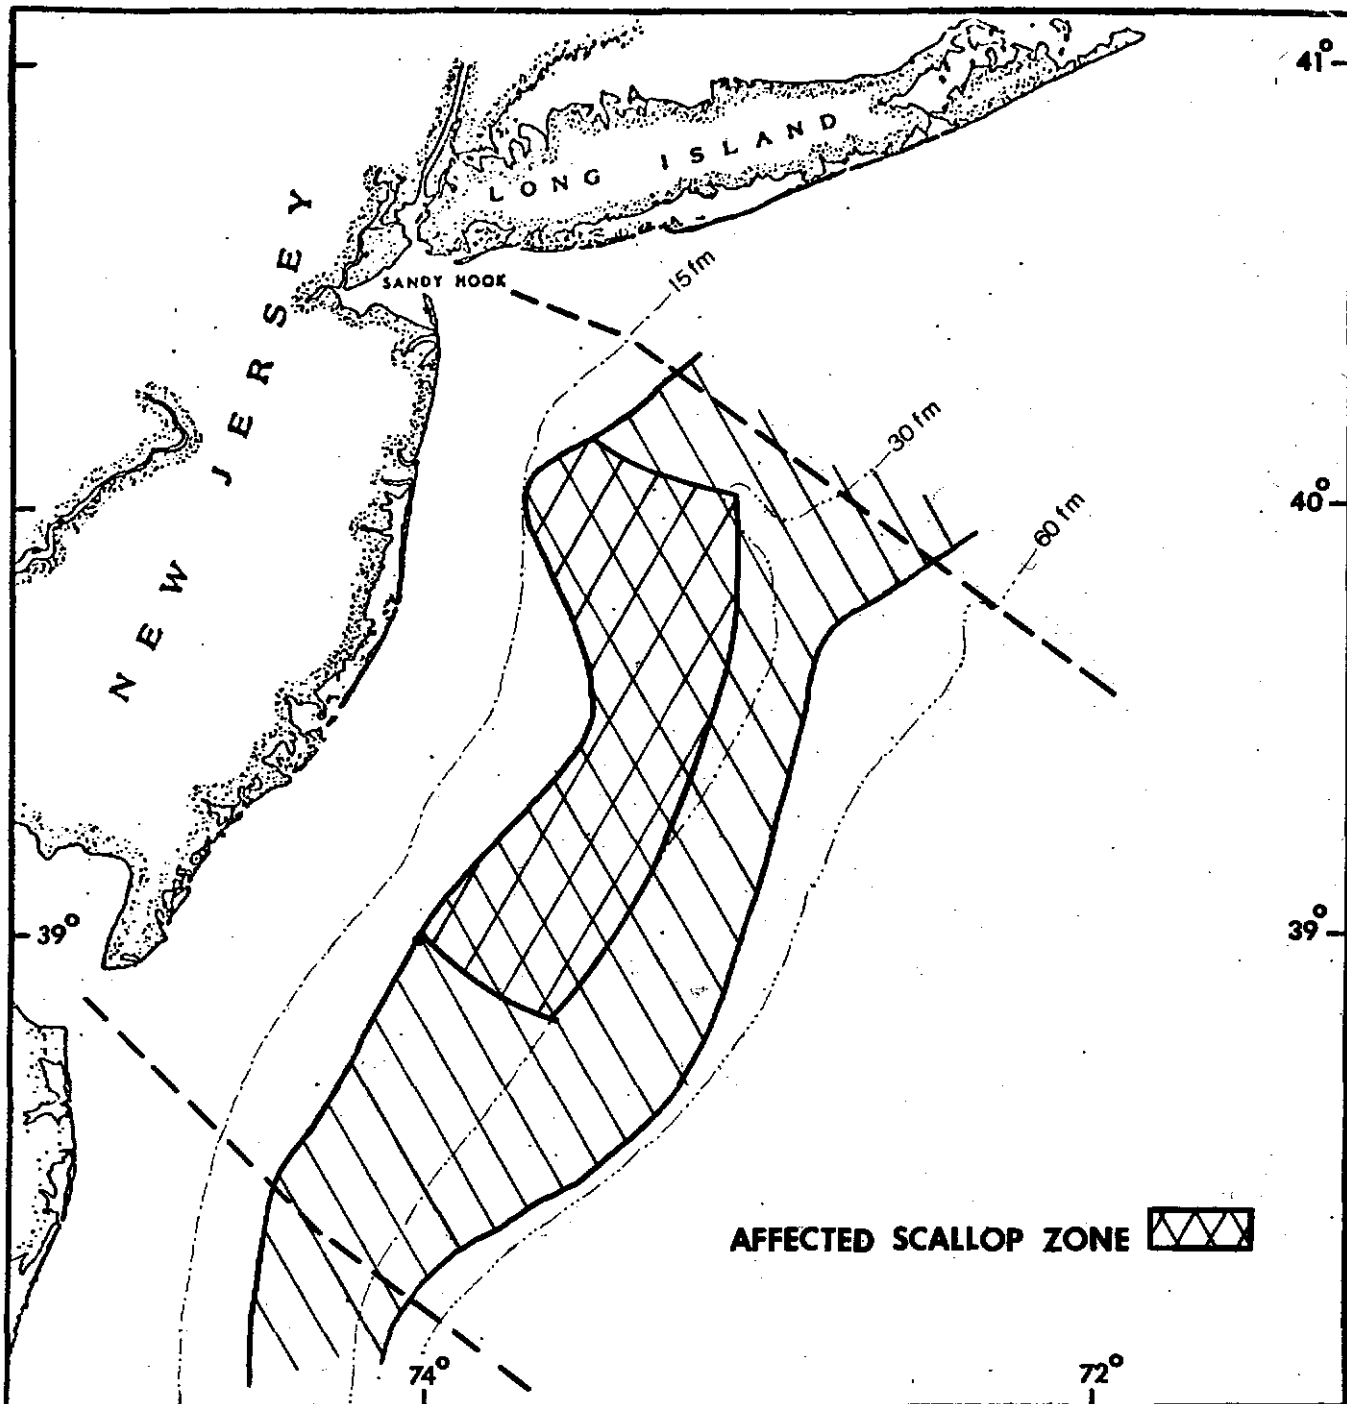 41°
LONG ISLAND
NEW JERSEY
SANDY HOOK
15 fm
30 fm
40°
60 fm
39°
39°
AFFECTED SCALLOP ZONE
74°
72°